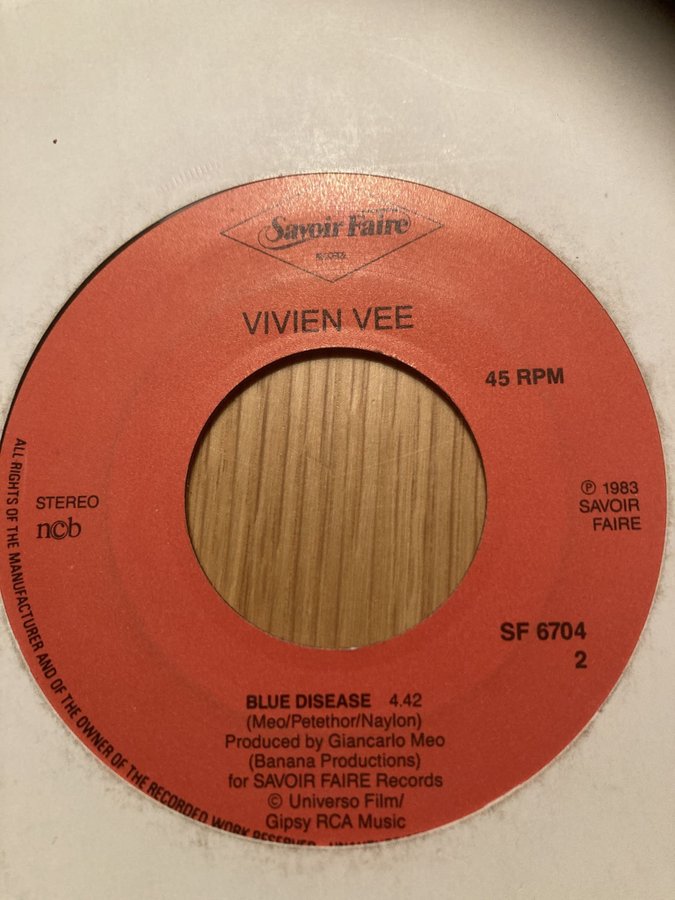 Savoir Faire
RECORDS
VIVIEN VEE
45 RPM
STEREO
ncb
℗ 1983
SAVOIR
FAIRE
SF 6704
2
BLUE DISEASE 4.42
(Meo/Petethor/Naylon)
Produced by Giancarlo Meo
(Banana Productions)
for SAVOIR FAIRE Records
© Universo Film/
Gipsy RCA Music
ALL RIGHTS OF THE MANUFACTURER AND OF THE OWNER OF THE RECORDED WORK RESERVED